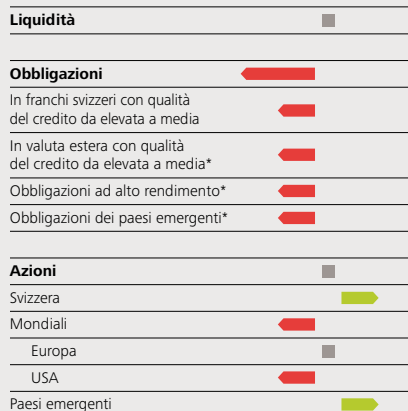 Liquidità
Obbligazioni
In franchi svizzeri con qualità
del credito da elevata a media
In valuta estera con qualità
del credito da elevata a media*
Obbligazioni ad alto rendimento*
Obbligazioni dei paesi emergenti*
Azioni
Svizzera
Mondiali
Europa
USA
Paesi emergenti